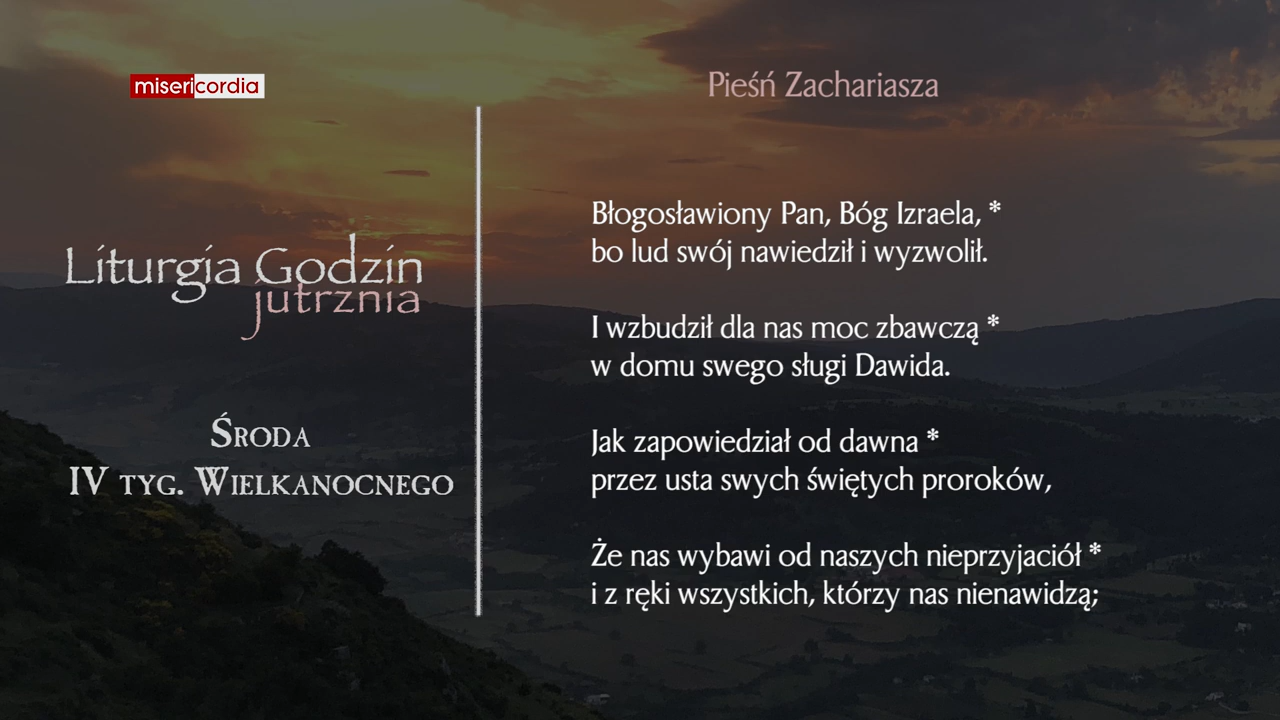 misericordia
Liturgia Godzin
jutrznia
Środa
IV tyg. Wielkanocnego
Pieśń Zachariasza
Błogosławiony Pan, Bóg Izraela, *
bo lud swój nawiedził i wyzwolił.
I wzbudził dla nas moc zbawczą *
w domu swego sługi Dawida.
Jak zapowiedział od dawna *
przez usta swych świętych proroków,
Że nas wybawi od naszych nieprzyjaciół *
i z ręki wszystkich, którzy nas nienawidzą;